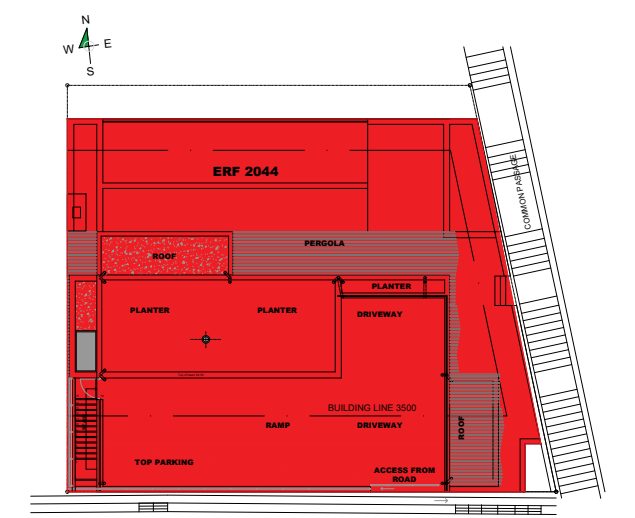 N
W E
S
COMMON PASSAGE
ERF 2044
PERGOLA
ROOF
PLANTER
PLANTER PLANTER
DRIVEWAY
BUILDING LINE 3500
RAMP DRIVEWAY
ROOF
TOP PARKING
ACCESS FROM
ROAD